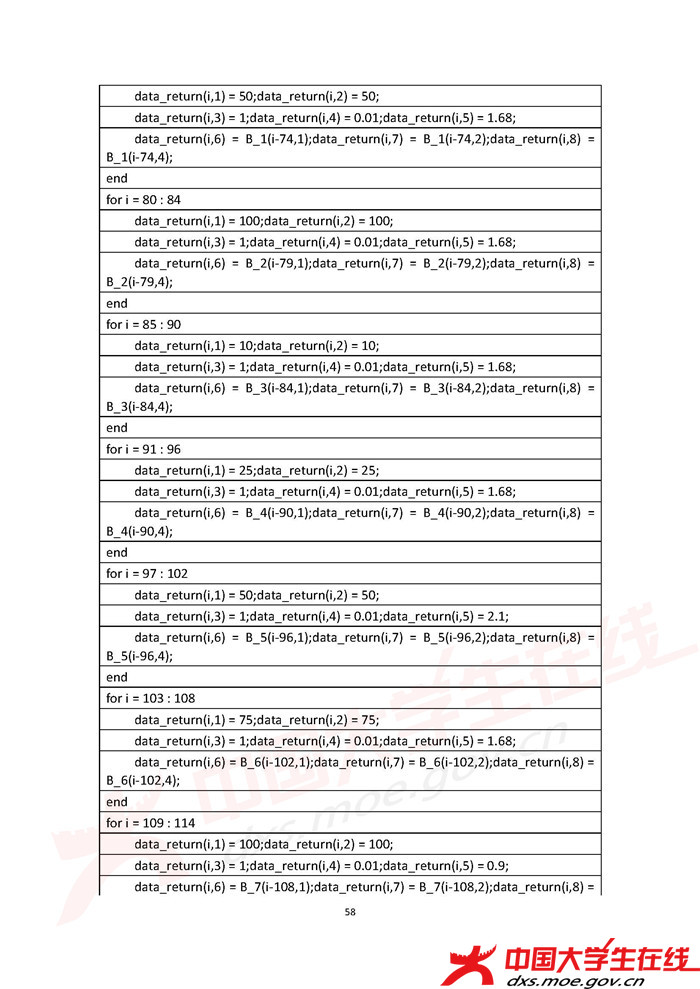 data_return(i,1) = 50;data_return(i,2) = 50;
data_return(i,3) = 1;data_return(i,4) = 0.01;data_return(i,5) = 1.68;
data_return(i,6) = B_1(i-74,1);data_return(i,7) = B_1(i-74,2);data_return(i,8) =
B_1(i-74,4);
end
for i = 80 : 84
data_return(i,1) = 100;data_return(i,2) = 100;
data_return(i,3) = 1;data_return(i,4) = 0.01;data_return(i,5) = 1.68;
data_return(i,6) = B_2(i-79,1);data_return(i,7) = B_2(i-79,2);data_return(i,8) =
B_2(i-79,4);
end
for i = 85 : 90
data_return(i,1) = 10;data_return(i,2) = 10;
data_return(i,3) = 1;data_return(i,4) = 0.01;data_return(i,5) = 1.68;
data_return(i,6) = B_3(i-84,1);data_return(i,7) = B_3(i-84,2);data_return(i,8) =
B_3(i-84,4);
end
for i = 91 : 96
data_return(i,1) = 25;data_return(i,2) = 25;
data_return(i,3) = 1;data_return(i,4) = 0.01;data_return(i,5) = 1.68;
data_return(i,6) = B_4(i-90,1);data_return(i,7) = B_4(i-90,2);data_return(i,8) =
B_4(i-90,4);
end
for i = 97 : 102
data_return(i,1) = 50;data_return(i,2) = 50;
data_return(i,3) = 1;data_return(i,4) = 0.01;data_return(i,5) = 2.1;
data_return(i,6) = B_5(i-96,1);data_return(i,7) = B_5(i-96,2);data_return(i,8) =
B_5(i-96,4);
end
for i = 103 : 108
data_return(i,1) = 75;data_return(i,2) = 75;
data_return(i,3) = 1;data_return(i,4) = 0.01;data_return(i,5) = 1.68;
data_return(i,6) = B_6(i-102,1);data_return(i,7) = B_6(i-102,2);data_return(i,8) =
B_6(i-102,4);
end
for i = 109 : 114
data_return(i,1) = 100;data_return(i,2) = 100;
data_return(i,3) = 1;data_return(i,4) = 0.01;data_return(i,5) = 0.9;
data_return(i,6) = B_7(i-108,1);data_return(i,7) = B_7(i-108,2);data_return(i,8) =
58
中国大学生在线
dxs.moe.gov.cn
中国大学生在线
dxs.moe.gov.cn